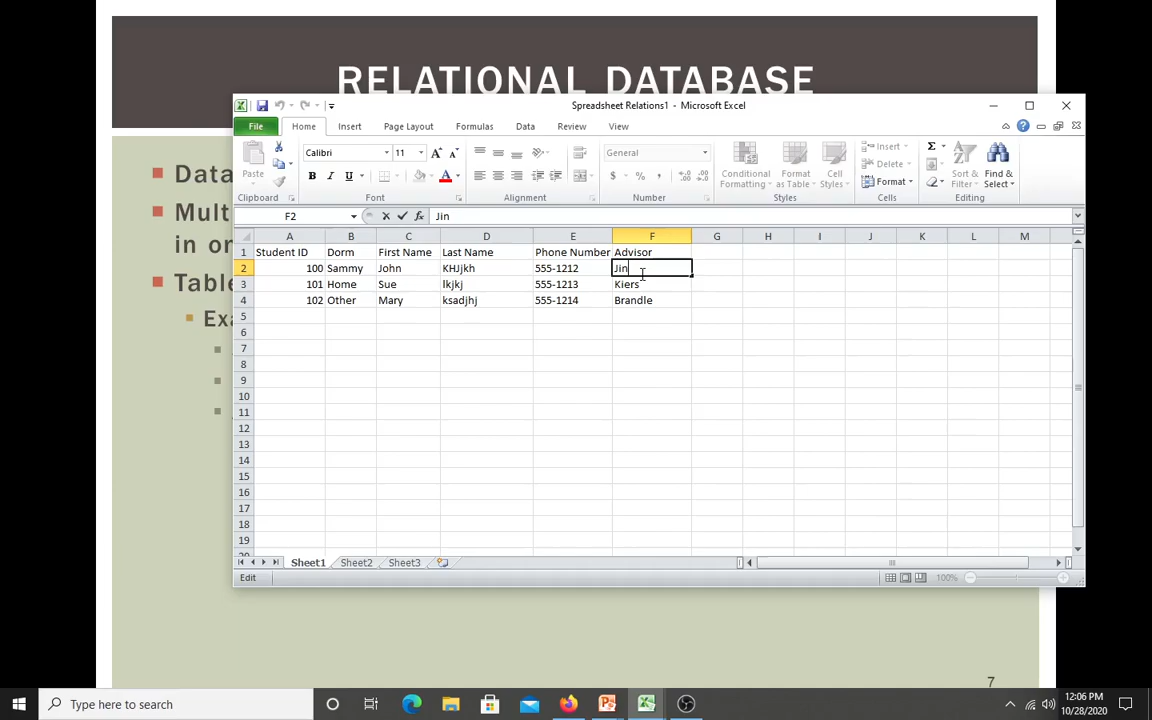 RELATIONAL DATABASE
Spreadsheet Relations1 - Microsoft Excel
File Home Insert Page Layout Formulas Data Review View
Paste
Calibri 11
General
Conditional Formatting
Format as Table
Cell Styles
Insert
Delete
Format
Sort & Filter
Find & Select
Clipboard Font Alignment Number Styles Cells Editing
F2 Jin
A B C D E F G H I J K L M
1 Student ID Dorm First Name Last Name Phone Number Advisor
2 100 Sammy John KHJjkh 555-1212 Jin
3 101 Home Sue lkjkj 555-1213 Kiers
4 102 Other Mary ksadjhj 555-1214 Brandle
5
6
7
8
9
10
11
12
13
14
15
16
17
18
19
Sheet1 Sheet2 Sheet3
Edit 100%
Data
Mult
in or
Table
Exa
7
Type here to search
12:06 PM
10/28/2020